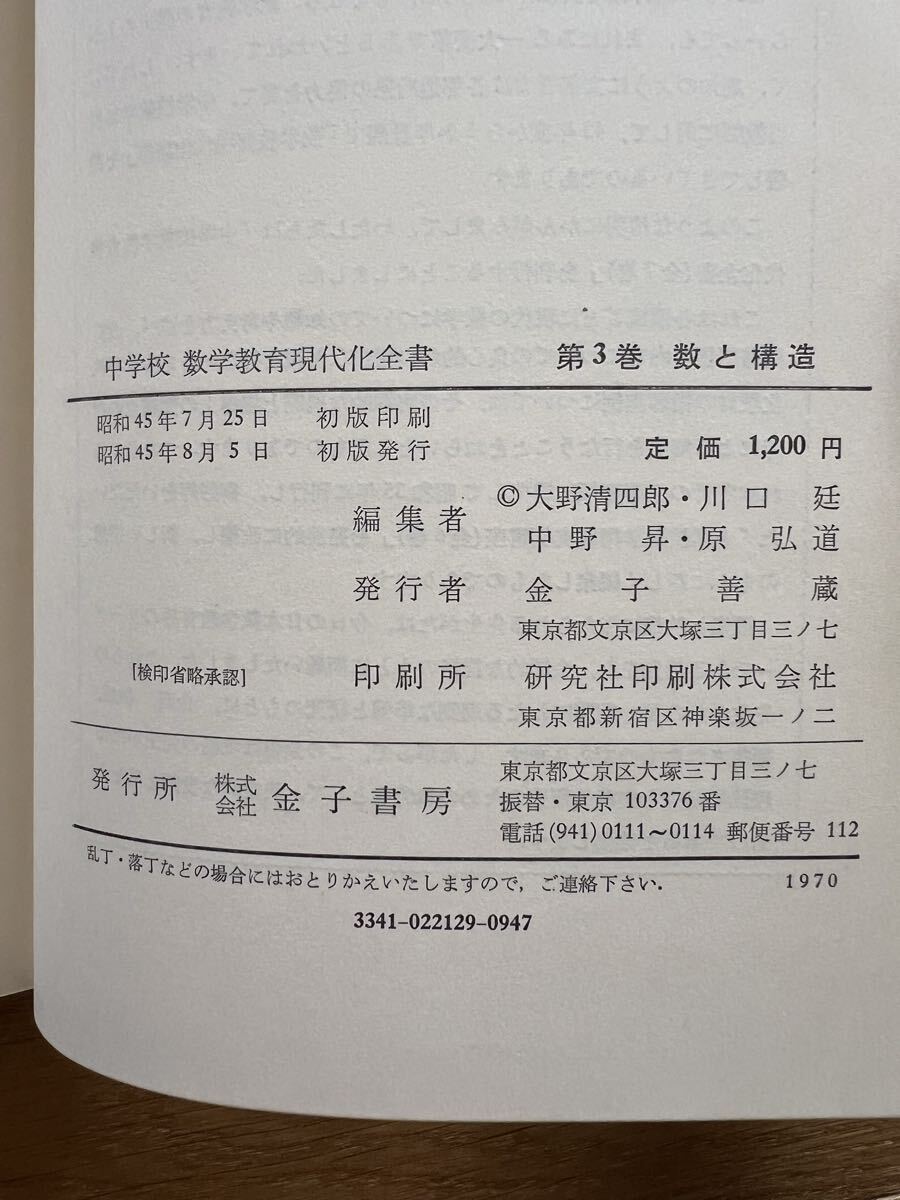 中学校 数学教育現代化全書 第3巻 数と構造
昭和45年7月25日 初版印刷
昭和45年8月5日 初版発行
定価 1,200円
編集者 ©大野清四郎・川口 廷
中野 昇・原 弘道
発行者 金子善蔵
東京都文京区大塚三丁目三ノ七
[検印省略承認] 印刷所 研究社印刷株式会社
東京都新宿区神楽坂一ノ二
発行所 株式会社 金子書房
東京都文京区大塚三丁目三ノ七
振替・東京 103376番
電話(941)0111〜0114 郵便番号 112
乱丁・落丁などの場合にはおとりかえいたしますので,ご連絡下さい. 1970
3341-022129-0947